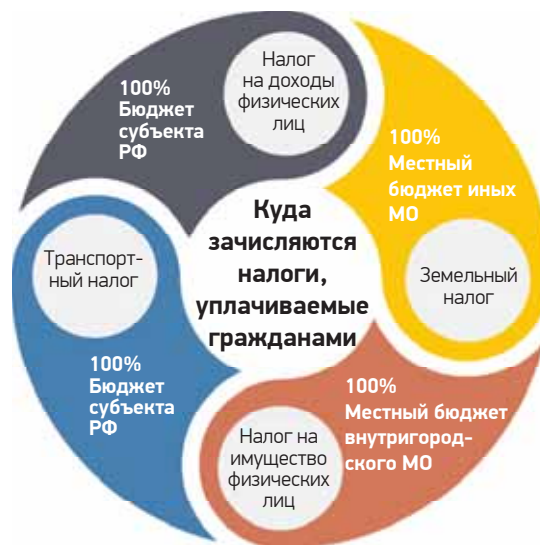 Налог
на доходы
физических
лиц
100%
Бюджет
субъекта
РФ
100%
Местный
бюджет иных
МО
Куда
зачисляются
налоги,
уплачиваемые
гражданами
Транспорт-
ный налог
Земельный
налог
100%
Бюджет
субъекта
РФ
100%
Местный бюджет
внутригород-
ского МО
Налог на
имущество
физических
лиц